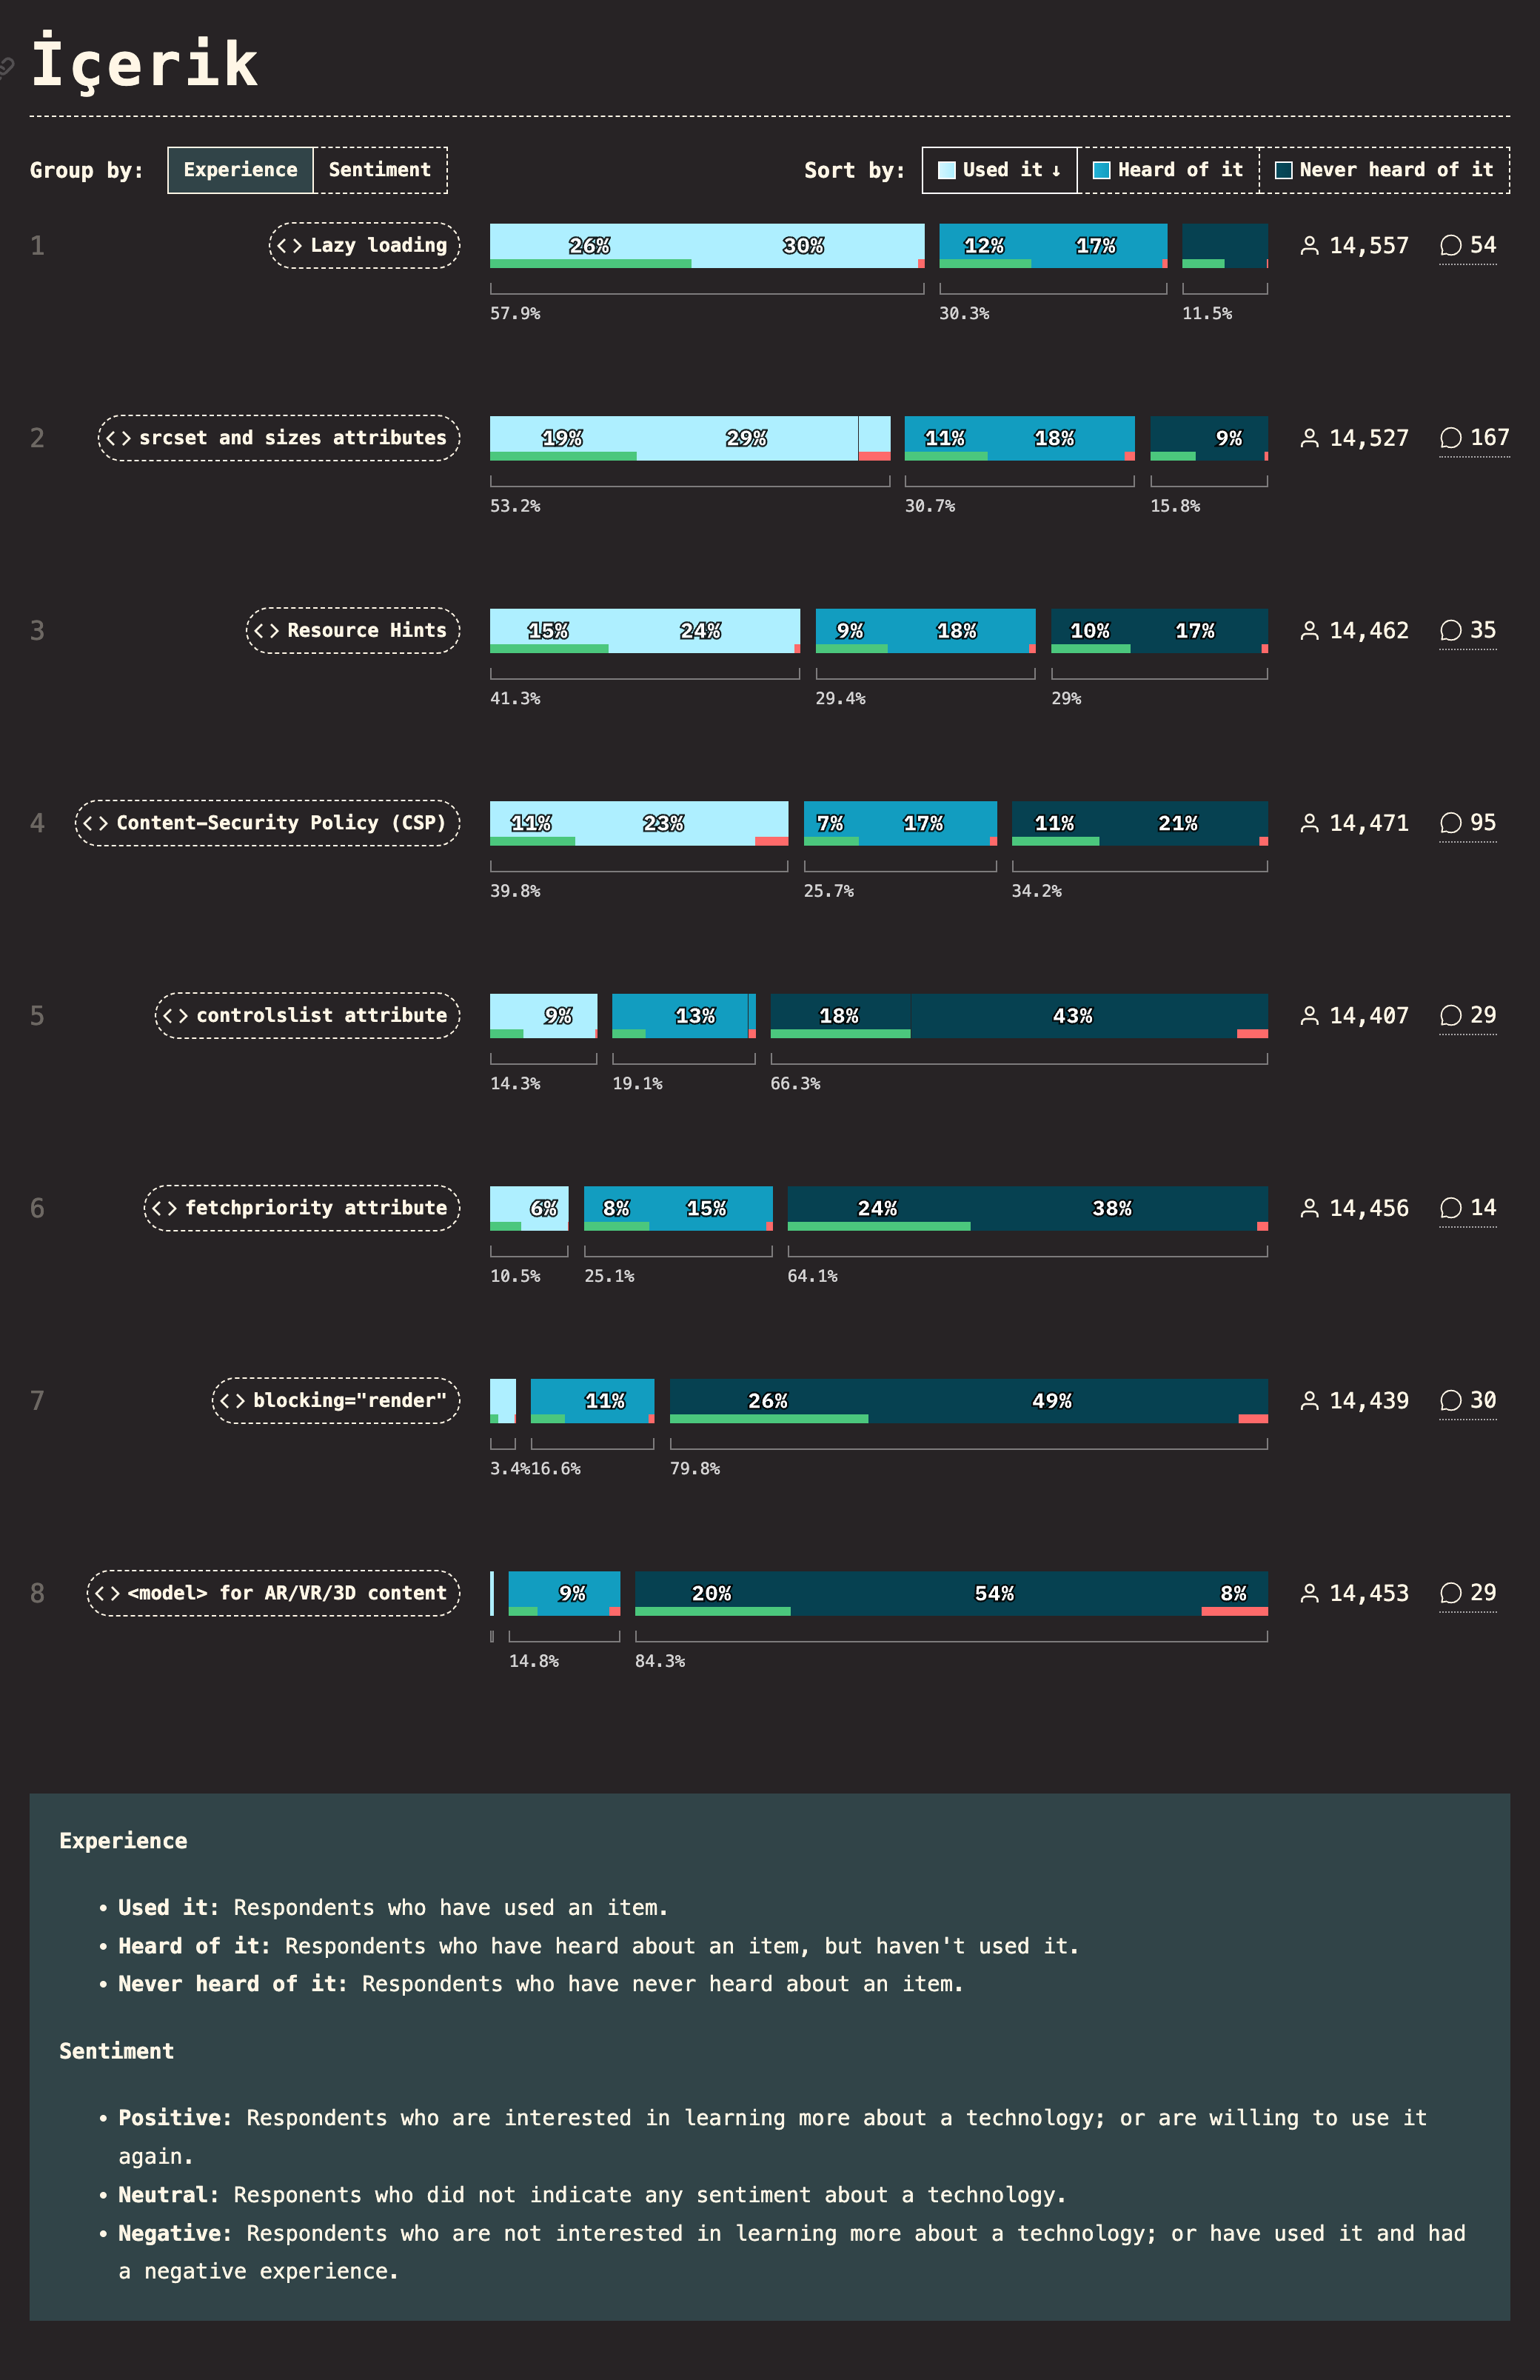 İçerik
Group by: Experience Sentiment Sort by: Used it ↓ Heard of it Never heard of it
1 <> Lazy loading 26% 30% 12% 17% 14,557 54
57.9% 30.3% 11.5%
2 <> srcset and sizes attributes 19% 29% 11% 18% 9% 14,527 167
53.2% 30.7% 15.8%
3 <> Resource Hints 15% 24% 9% 18% 10% 17% 14,462 35
41.3% 29.4% 29%
4 <> Content-Security Policy (CSP) 11% 23% 7% 17% 11% 21% 14,471 95
39.8% 25.7% 34.2%
5 <> controlslist attribute 9% 13% 18% 43% 14,407 29
14.3% 19.1% 66.3%
6 <> fetchpriority attribute 6% 8% 15% 24% 38% 14,456 14
10.5% 25.1% 64.1%
7 <> blocking="render" 11% 26% 49% 14,439 30
3.4% 16.6% 79.8%
8 <> <model> for AR/VR/3D content 9% 20% 54% 8% 14,453 29
14.8% 84.3%
Experience
• Used it: Respondents who have used an item.
• Heard of it: Respondents who have heard about an item, but haven't used it.
• Never heard of it: Respondents who have never heard about an item.
Sentiment
• Positive: Respondents who are interested in learning more about a technology; or are willing to use it
again.
• Neutral: Responents who did not indicate any sentiment about a technology.
• Negative: Respondents who are not interested in learning more about a technology; or have used it and had
a negative experience.